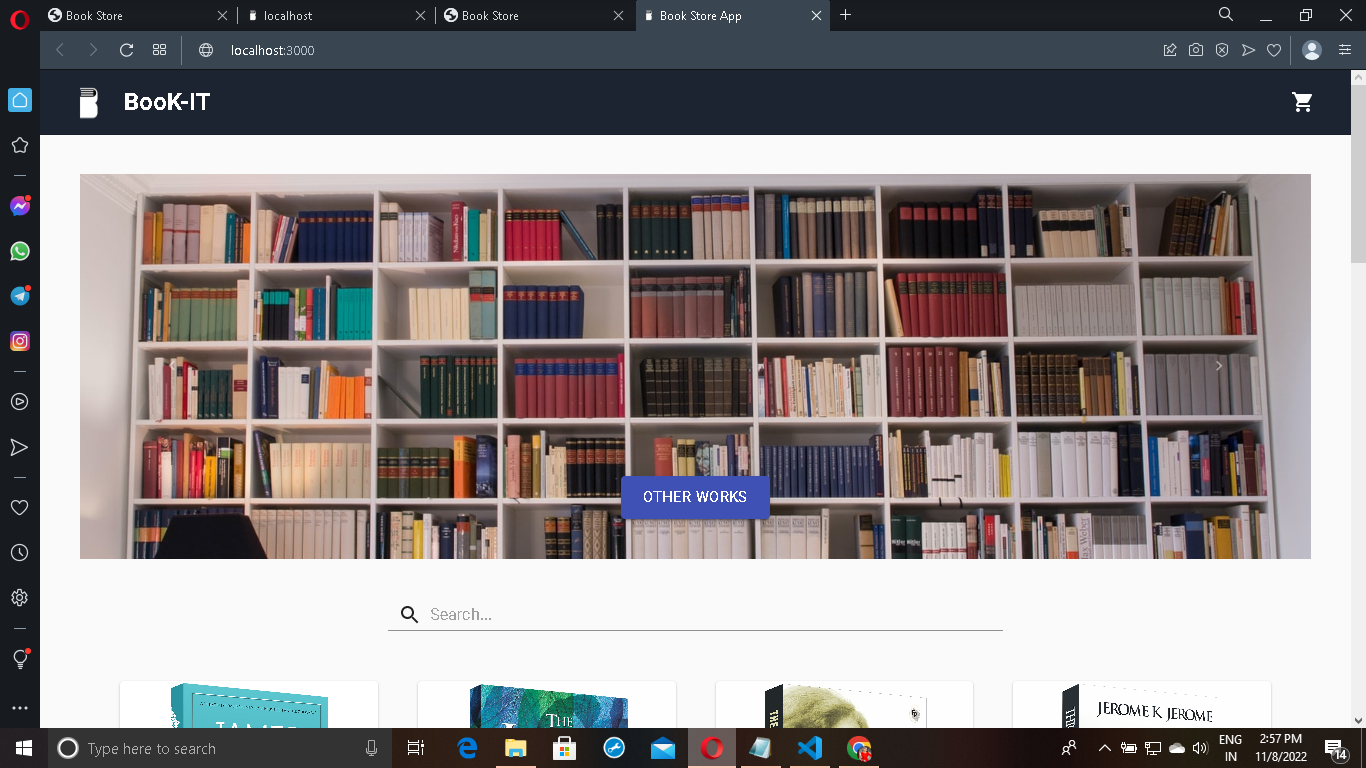 Book Store
localhost
Book Store
Book Store App
localhost:3000
BooK-IT
OTHER WORKS
Search...
THE
JEROME K. JEROME
Type here to search
ENG
IN
2:57 PM
11/8/2022
14